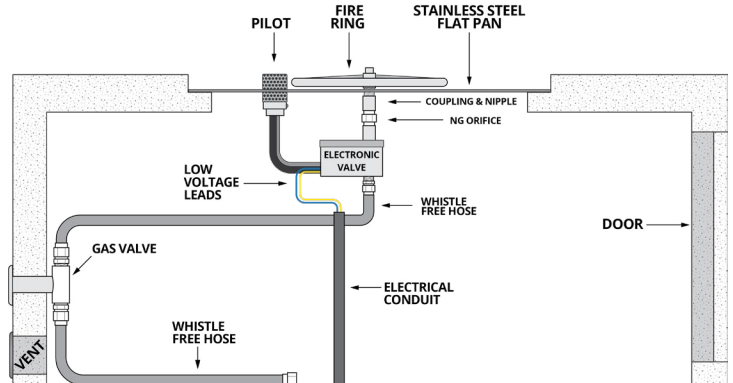 PILOT
FIRE
RING
STAINLESS STEEL
FLAT PAN
COUPLING & NIPPLE
NG ORIFICE
ELECTRONIC
VALVE
LOW
VOLTAGE
LEADS
WHISTLE
FREE HOSE
DOOR
GAS VALVE
ELECTRICAL
CONDUIT
WHISTLE
FREE HOSE
VENT